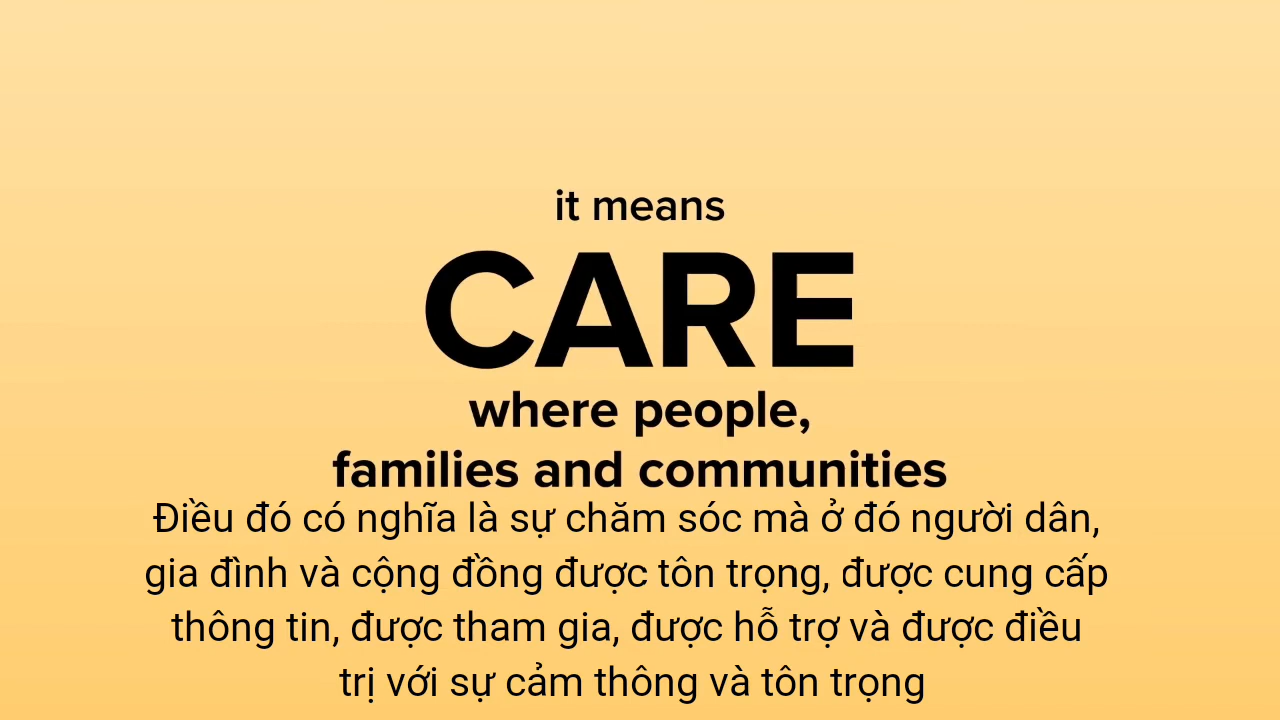 it means
CARE
where people,
families and communities
Điều đó có nghĩa là sự chăm sóc mà ở đó người dân,
gia đình và cộng đồng được tôn trọng, được cung cấp
thông tin, được tham gia, được hỗ trợ và được điều
trị với sự cảm thông và tôn trọng